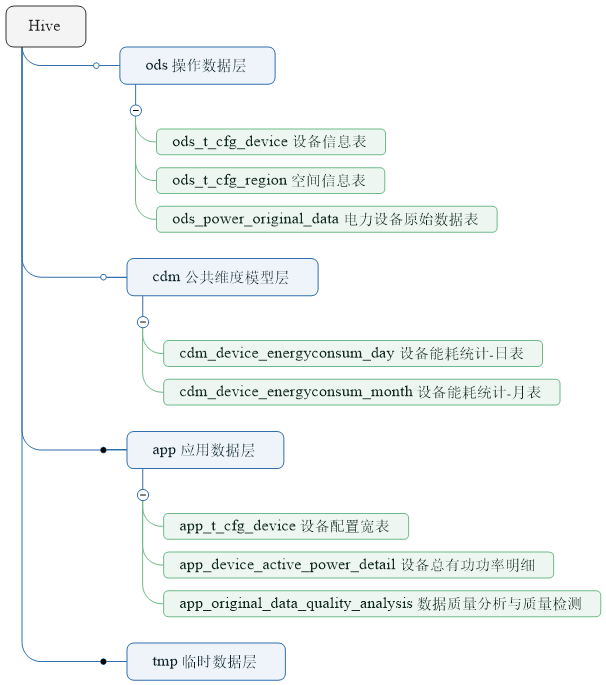 Hive
ods 操作数据层
ods_t_cfg_device 设备信息表
ods_t_cfg_region 空间信息表
ods_power_original_data 电力设备原始数据表
cdm 公共维度模型层
cdm_device_energyconsum_day 设备能耗统计-日表
cdm_device_energyconsum_month 设备能耗统计-月表
app 应用数据层
app_t_cfg_device 设备配置宽表
app_device_active_power_detail 设备总有功功率明细
app_original_data_quality_analysis 数据质量分析与质量检测
tmp 临时数据层